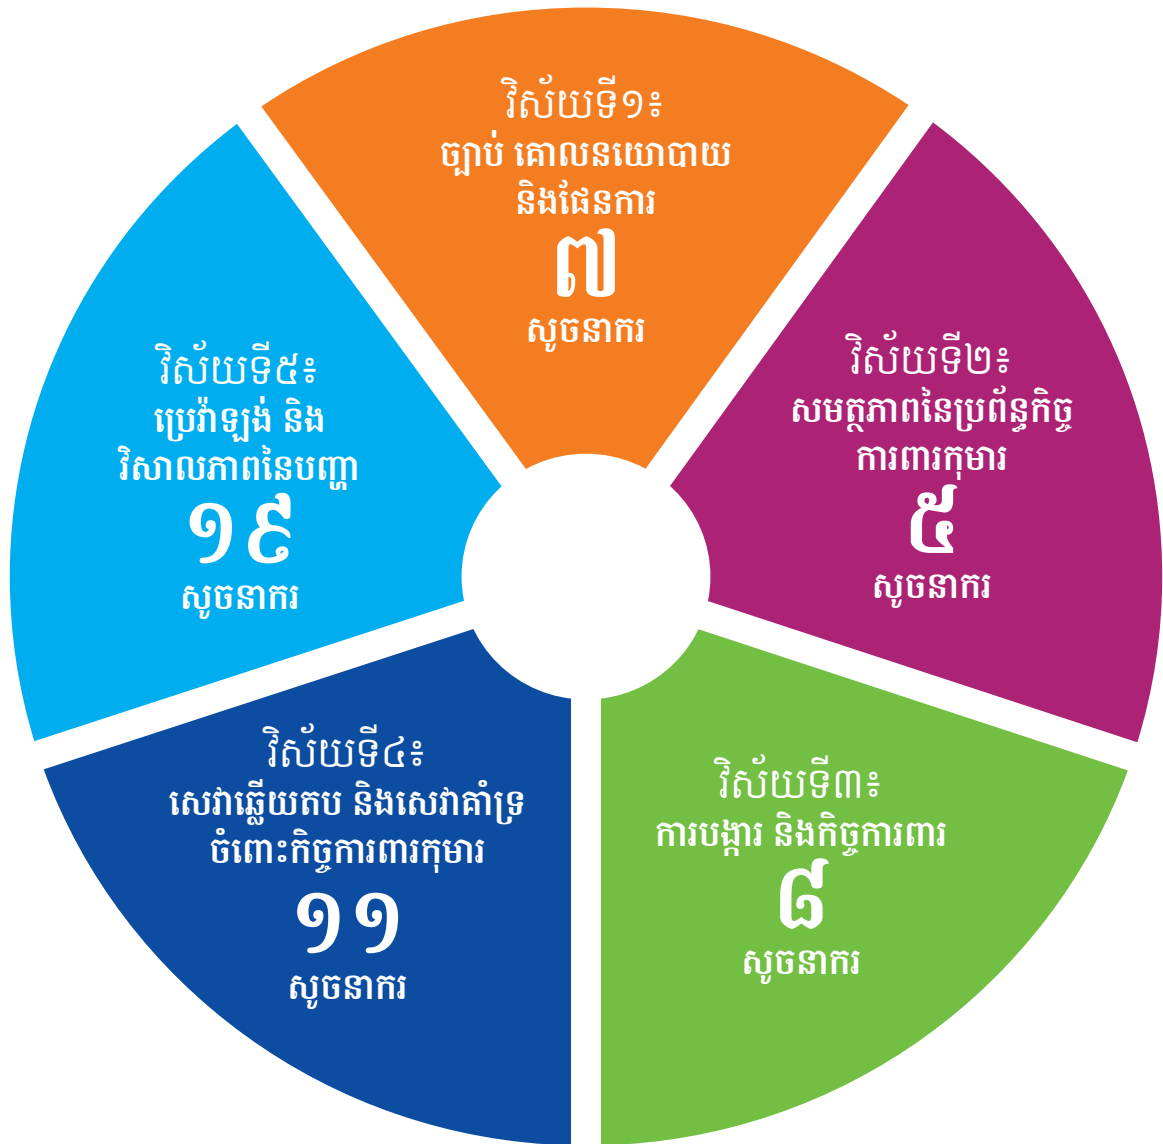 វិស័យទី១៖
ច្បាប់ គោលនយោបាយ
និងផែនការ
៧
សូចនាករ
វិស័យទី២៖
សមត្ថភាពនៃប្រព័ន្ធកិច្ច
ការពារកុមារ
៥
សូចនាករ
វិស័យទី៣៖
ការបង្ការ និងកិច្ចការពារ
៨
សូចនាករ
វិស័យទី៤៖
សេវាឆ្លើយតប និងសេវាគាំទ្រ
ចំពោះកិច្ចការពារកុមារ
១១
សូចនាករ
វិស័យទី៥៖
ប្រេវ៉ាឡង់ និង
វិសាលភាពនៃបញ្ហា
១៩
សូចនាករ